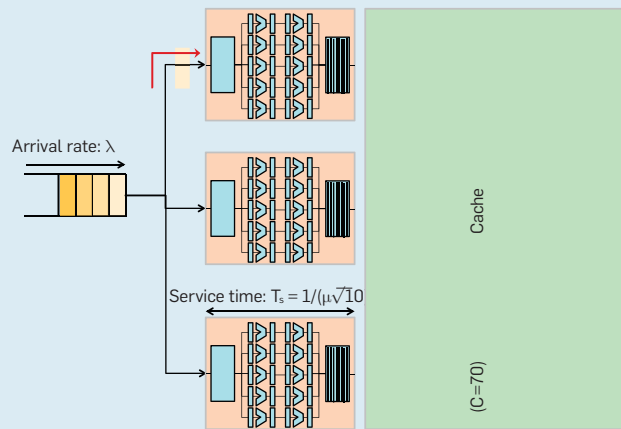 Arrival rate: λ
Service time: Tₛ = 1/(μ√10
Cache
(C=70)